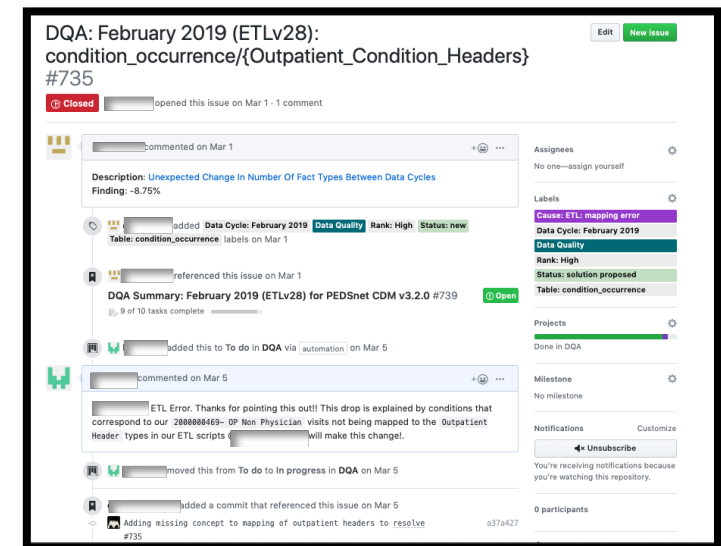 DQA: February 2019 (ETLv28):
condition_occurrence/{Outpatient_Condition_Headers}
#735
Edit
New issue
Closed
opened this issue on Mar 1 · 1 comment
commented on Mar 1
Description: Unexpected Change In Number Of Fact Types Between Data Cycles
Finding: -8.75%
added Data Cycle: February 2019 Data Quality Rank: High Status: new
Table: condition_occurrence labels on Mar 1
referenced this issue on Mar 1
DQA Summary: February 2019 (ETLv28) for PEDSnet CDM v3.2.0 #739
Open
9 of 10 tasks complete
added this to To do in DQA via automation on Mar 5
commented on Mar 5
ETL Error. Thanks for pointing this out!! This drop is explained by conditions that
correspond to our 2000000469~ OP Non Physician visits not being mapped to the Outpatient
Header types in our ETL scripts ( will make this change!.
moved this from To do to In progress in DQA on Mar 5
added a commit that referenced this issue on Mar 5
Adding missing concept to mapping of outpatient headers to resolve
#735
a37a427
Assignees
No one—assign yourself
Labels
Cause: ETL: mapping error
Data Cycle: February 2019
Data Quality
Rank: High
Status: solution proposed
Table: condition_occurrence
Projects
Done in DQA
Milestone
No milestone
Notifications
Customize
Unsubscribe
You're receiving notifications because
you're watching this repository.
0 participants